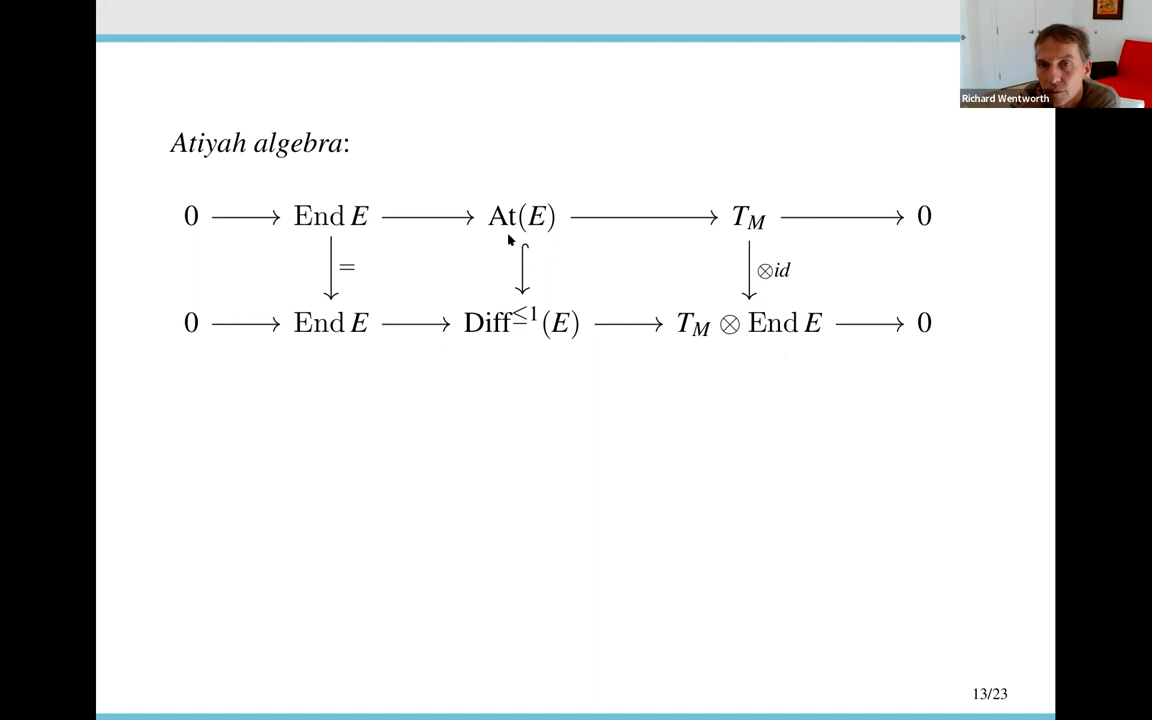 Richard Wentworth
Atiyah algebra:
0 ⟶ End E ⟶ At(E) ⟶ T_M ⟶ 0
= ⊗id
0 ⟶ End E ⟶ Diff^{≤1}(E) ⟶ T_M ⊗ End E ⟶ 0
13/23